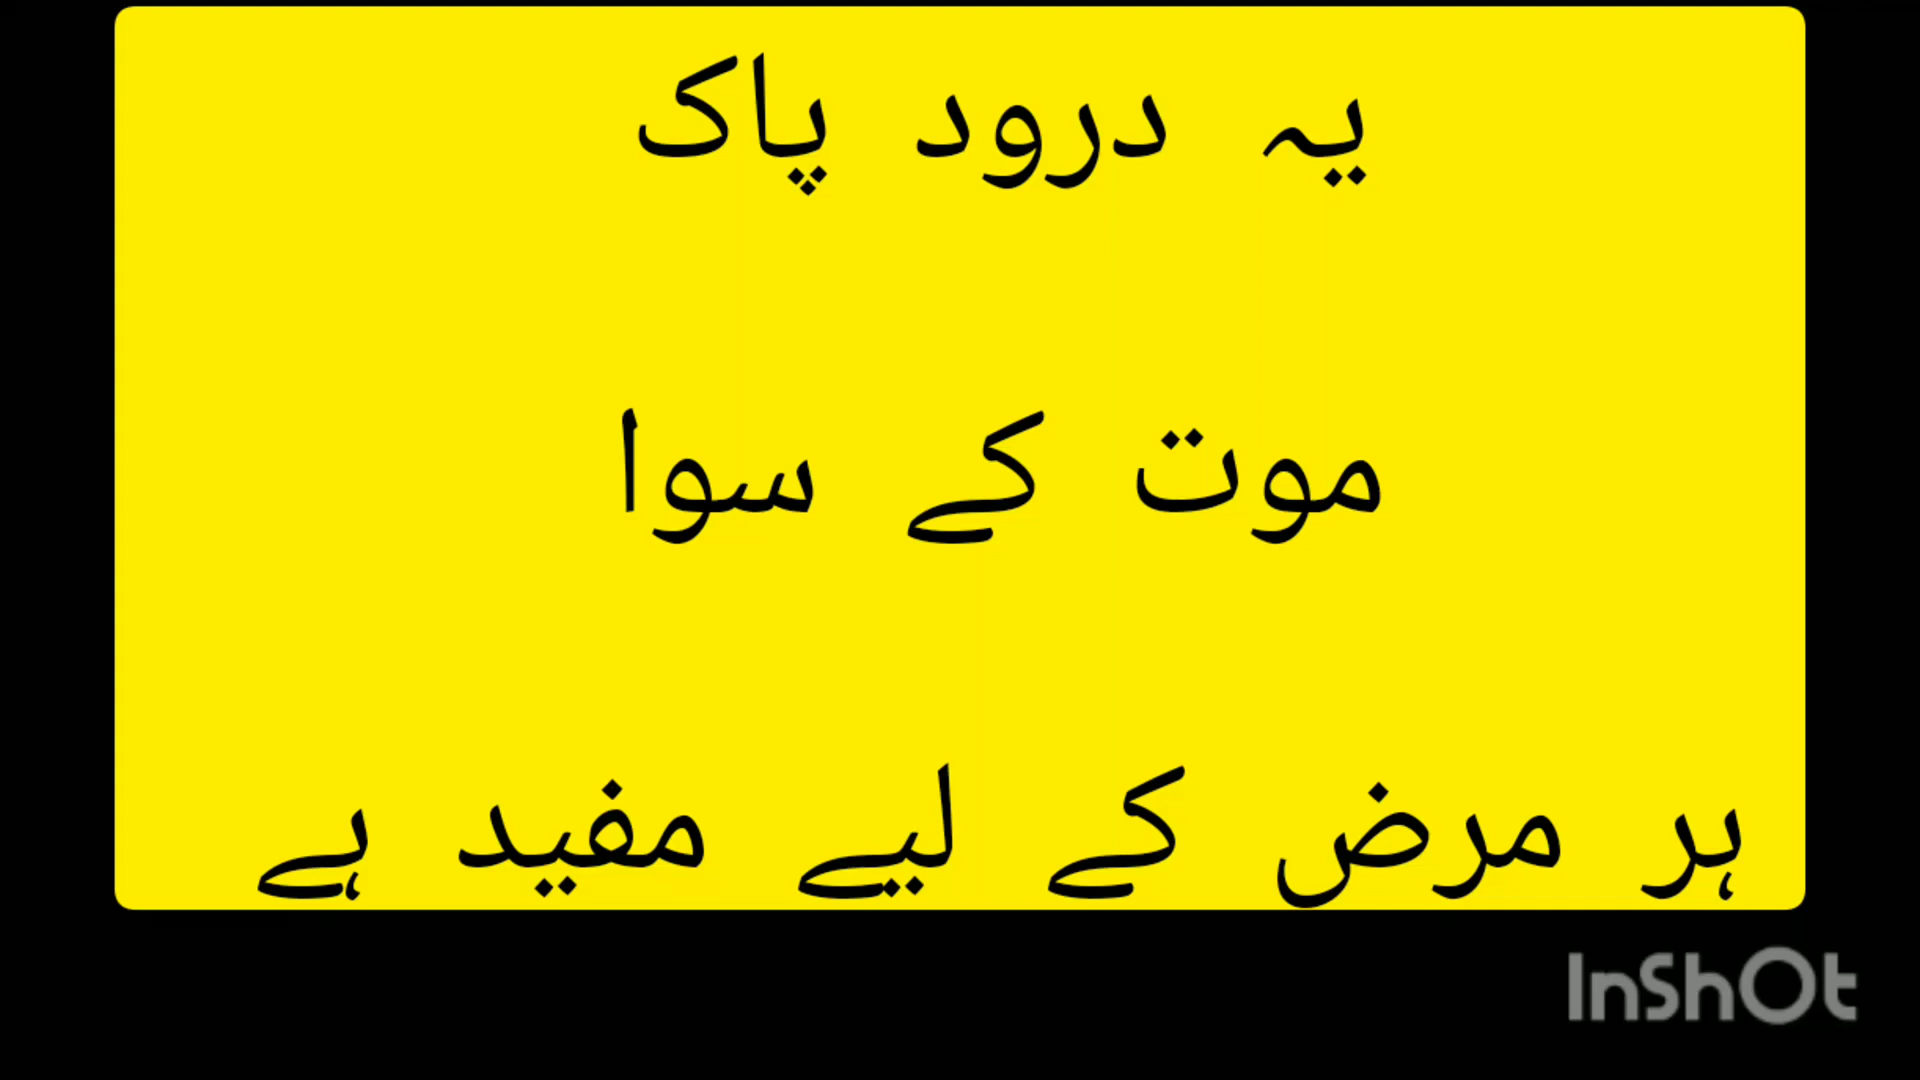 یہ درود پاک
موت کے سوا
ہر مرض کے لیے مفید ہے
InShOt